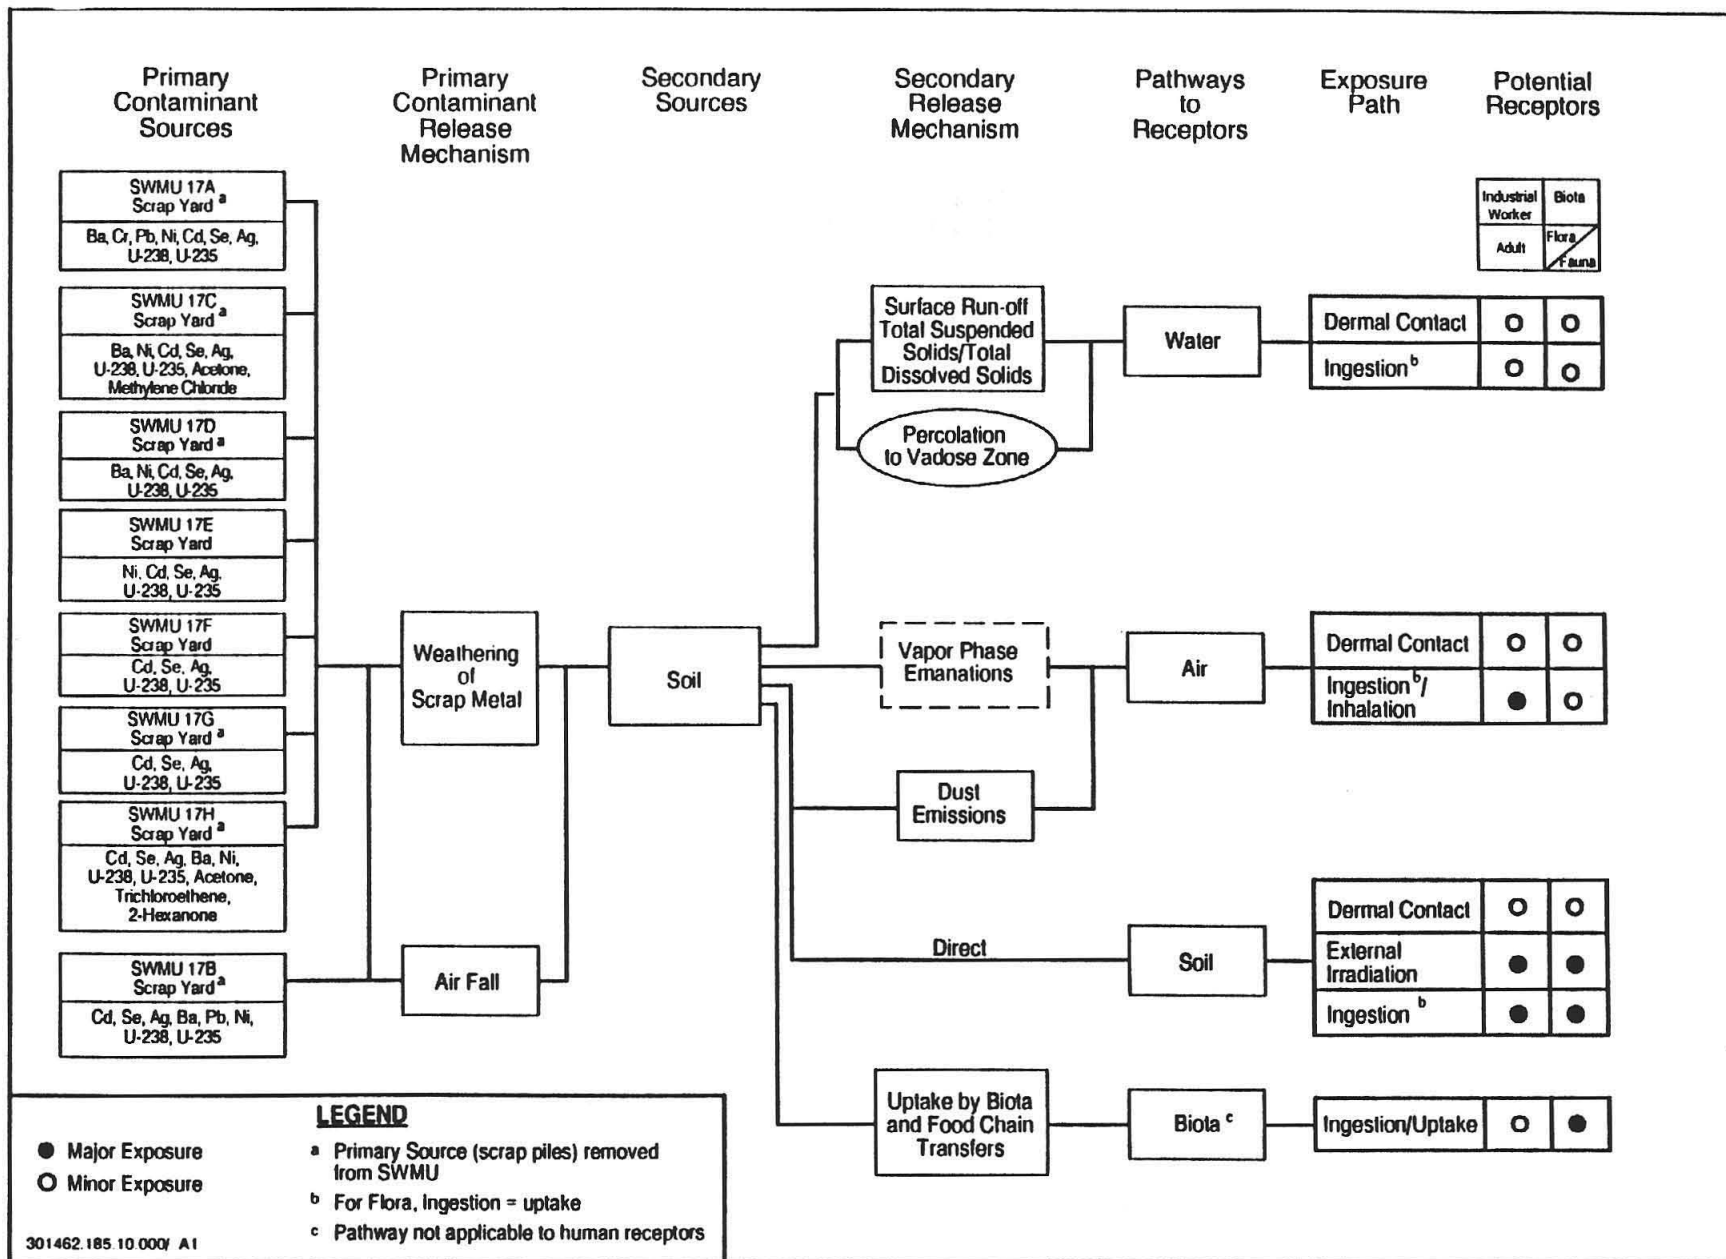 Primary
Contaminant
Sources
Primary
Contaminant
Release
Mechanism
Secondary
Sources
Secondary
Release
Mechanism
Pathways
to
Receptors
Exposure
Path
Potential
Receptors
SWMU 17A
Scrap Yard a
Ba, Cr, Pb, Ni, Cd, Se, Ag,
U-238, U-235
SWMU 17C
Scrap Yard a
Ba, Ni, Cd, Se, Ag,
U-238, U-235, Acetone,
Methylene Chloride
SWMU 17D
Scrap Yard a
Ba, Ni, Cd, Se, Ag,
U-238, U-235
SWMU 17E
Scrap Yard
Ni, Cd, Se, Ag,
U-238, U-235
SWMU 17F
Scrap Yard
Cd, Se, Ag,
U-238, U-235
SWMU 17G
Scrap Yard a
Cd, Se, Ag,
U-238, U-235
SWMU 17H
Scrap Yard a
Cd, Se, Ag, Ba, Ni,
U-238, U-235, Acetone,
Trichloroethene,
2-Hexanone
SWMU 17B
Scrap Yard a
Cd, Se, Ag, Ba, Pb, Ni,
U-238, U-235
Weathering
of
Scrap Metal
Air Fall
Soil
Surface Run-off
Total Suspended
Solids/Total
Dissolved Solids
Percolation
to Vadose Zone
Vapor Phase
Emanations
Dust
Emissions
Direct
Uptake by Biota
and Food Chain
Transfers
Water
Air
Soil
Biota c
Industrial
Worker
Biota
Adult
Flora
Fauna
Dermal Contact
Ingestion b
Dermal Contact
Ingestion b/
Inhalation
Dermal Contact
External
Irradiation
Ingestion b
Ingestion/Uptake
LEGEND
Major Exposure
Minor Exposure
a Primary Source (scrap piles) removed
from SWMU
b For Flora, Ingestion = uptake
c Pathway not applicable to human receptors
301462.185.10.000/ A1